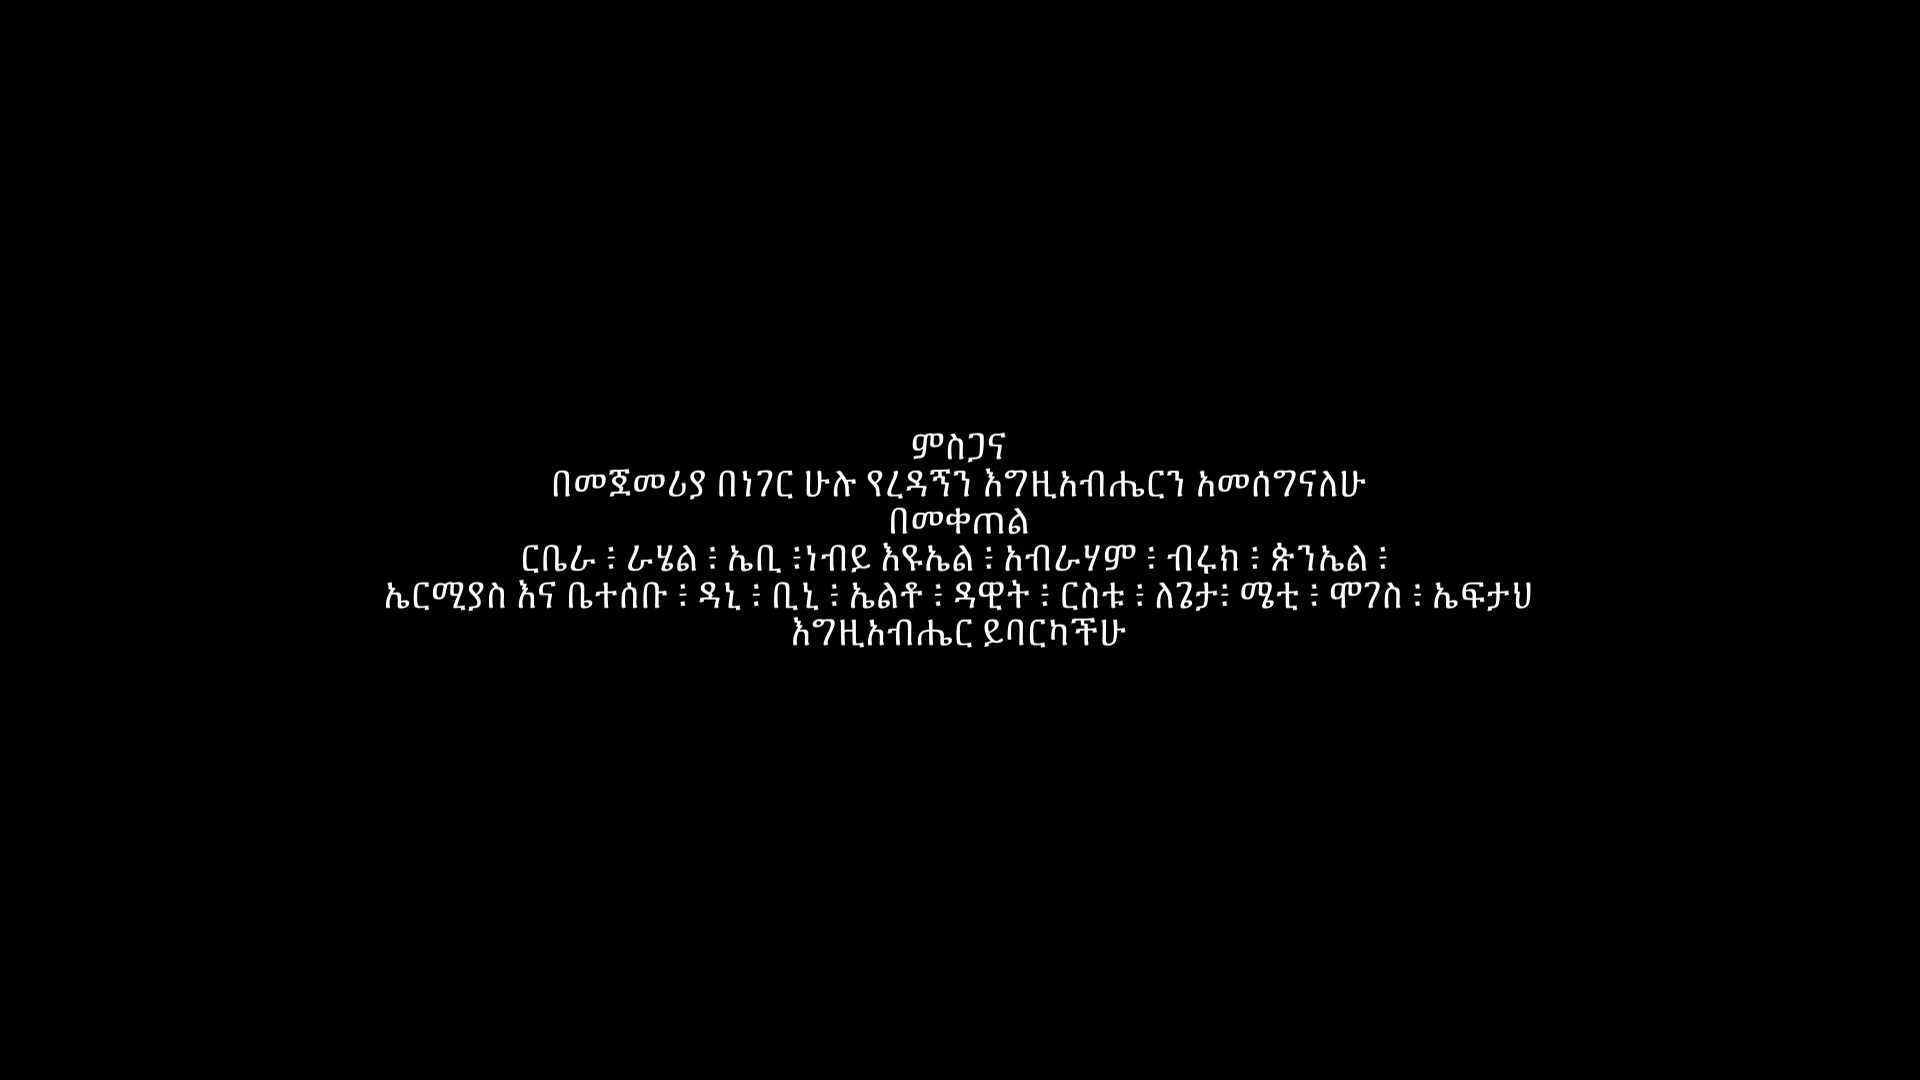 ምስጋና
በመጀመሪያ በነገር ሁሉ የረዳኝን እግዚአብሔርን አመሰግናለሁ
በመቀጠል
ርቤራ ፥ ራሄል ፥ ኤቢ ፥ነብይ እዩኤል ፥ አብራሃም ፥ ብሩክ ፥ ጵንኤል ፥
ኤርሚያስ እና ቤተሰቡ ፥ ዳኒ ፥ ቢኒ ፥ ኤልቶ ፥ ዳዊት ፥ ርስቱ ፥ ለጌታ፥ ሜቲ ፥ ሞገስ ፥ ኤፍታህ
እግዚአብሔር ይባርካችሁ